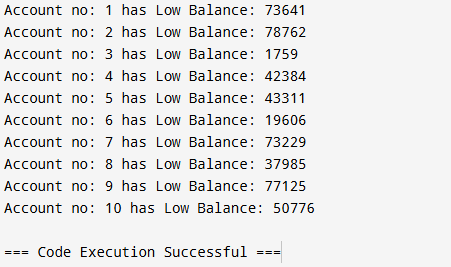 Account no: 1 has Low Balance: 73641
Account no: 2 has Low Balance: 78762
Account no: 3 has Low Balance: 1759
Account no: 4 has Low Balance: 42384
Account no: 5 has Low Balance: 43311
Account no: 6 has Low Balance: 19606
Account no: 7 has Low Balance: 73229
Account no: 8 has Low Balance: 37985
Account no: 9 has Low Balance: 77125
Account no: 10 has Low Balance: 50776
=== Code Execution Successful ===